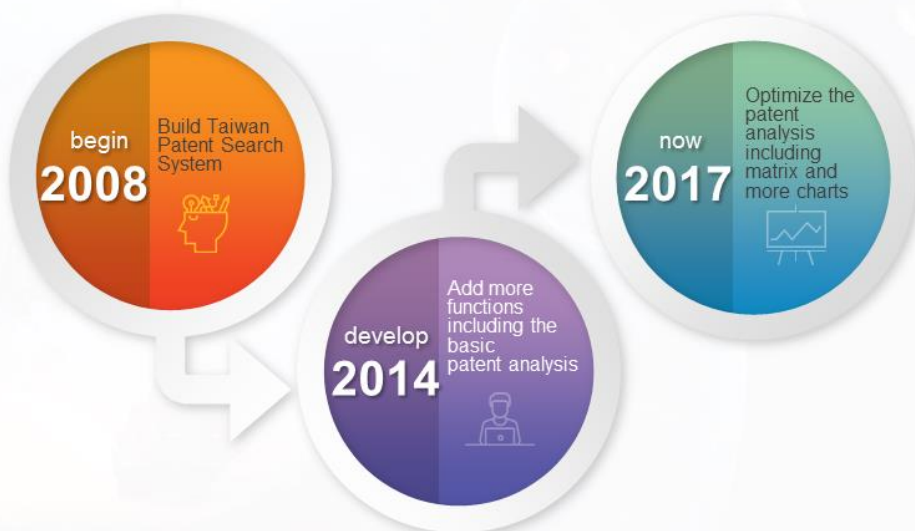 begin
2008
Build Taiwan
Patent Search
System
develop
2014
Add more
functions
including the
basic
patent analysis
now
2017
Optimize the
patent
analysis
including
matrix and
more charts